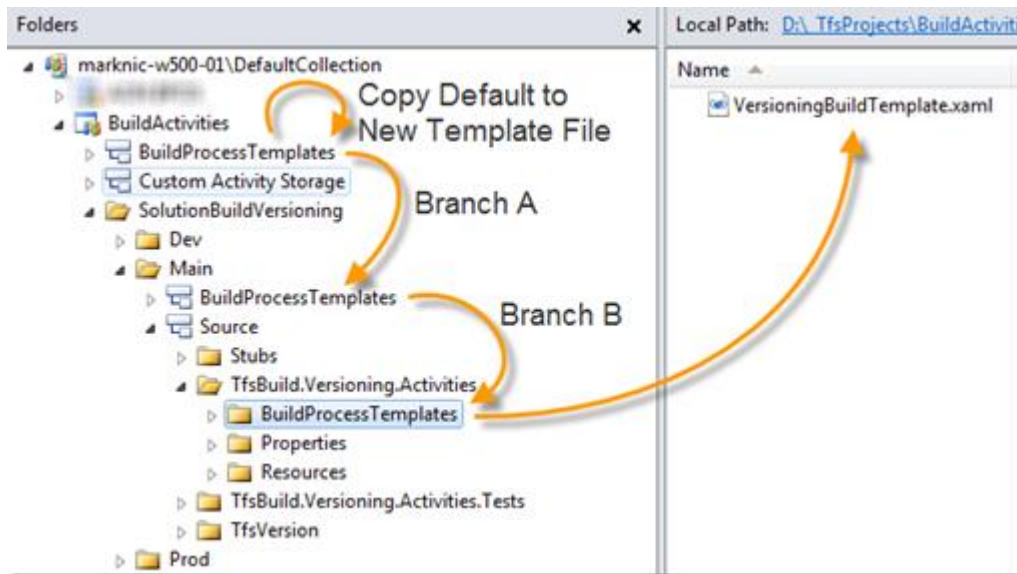 Folders
Local Path: D:\_TfsProjects\BuildActiviti
marknic-w500-01\DefaultCollection
Name
Copy Default to
VersioningBuildTemplate.xaml
BuildActivities
New Template File
BuildProcessTemplates
Custom Activity Storage
Branch A
SolutionBuildVersioning
Dev
Main
BuildProcessTemplates
Branch B
Source
Stubs
TfsBuild.Versioning.Activities
BuildProcessTemplates
Properties
Resources
TfsBuild.Versioning.Activities.Tests
TfsVersion
Prod